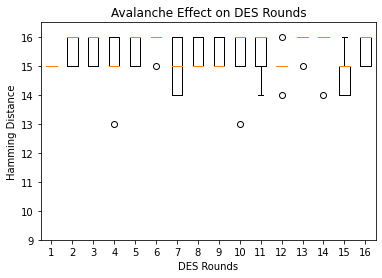 Avalanche Effect on DES Rounds
Hamming Distance
16
15
14
13
12
11
10
9
1 2 3 4 5 6 7 8 9 10 11 12 13 14 15 16
DES Rounds